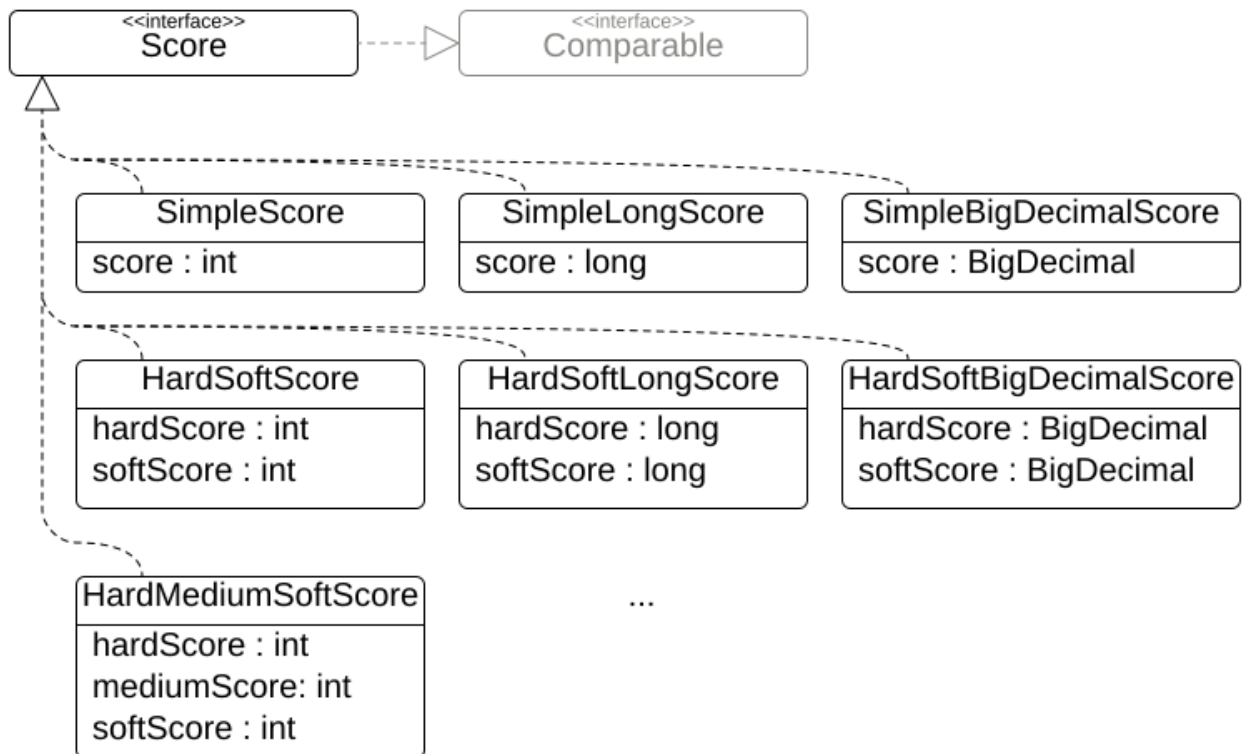 <<interface>>
Score
<<interface>>
Comparable
SimpleScore
score : int
SimpleLongScore
score : long
SimpleBigDecimalScore
score : BigDecimal
HardSoftScore
hardScore : int
softScore : int
HardSoftLongScore
hardScore : long
softScore : long
HardSoftBigDecimalScore
hardScore : BigDecimal
softScore : BigDecimal
HardMediumSoftScore
hardScore : int
mediumScore: int
softScore : int
...